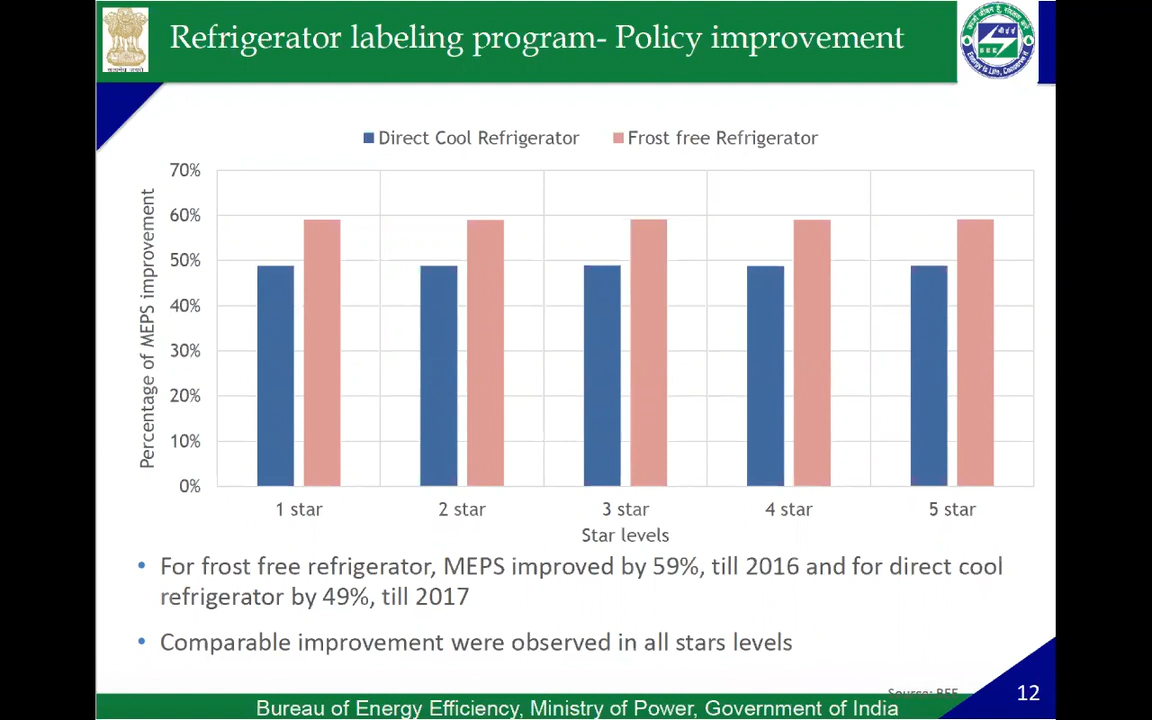 Refrigerator labeling program- Policy improvement
Direct Cool Refrigerator
Frost free Refrigerator
Percentage of MEPS improvement
70%
60%
50%
40%
30%
20%
10%
0%
1 star
2 star
3 star
4 star
5 star
Star levels
• For frost free refrigerator, MEPS improved by 59%, till 2016 and for direct cool
refrigerator by 49%, till 2017
• Comparable improvement were observed in all stars levels
Source: BEE
12
Bureau of Energy Efficiency, Ministry of Power, Government of India